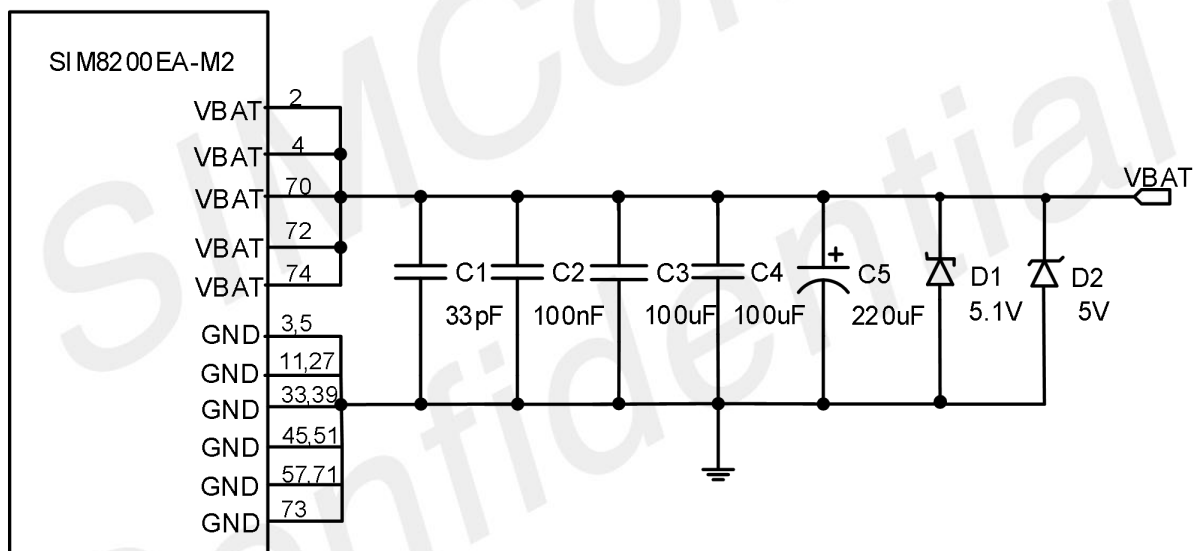 SIM8200EA-M2
VBAT 2
VBAT 4
VBAT 70
VBAT 72
VBAT 74
GND 3,5
GND 11,27
GND 33,39
GND 45,51
GND 57,71
GND 73
C1
33pF
C2
100nF
C3
100uF
C4
100uF
+
C5
220uF
D1
5.1V
D2
5V
VBAT
SIMCom
Confidential